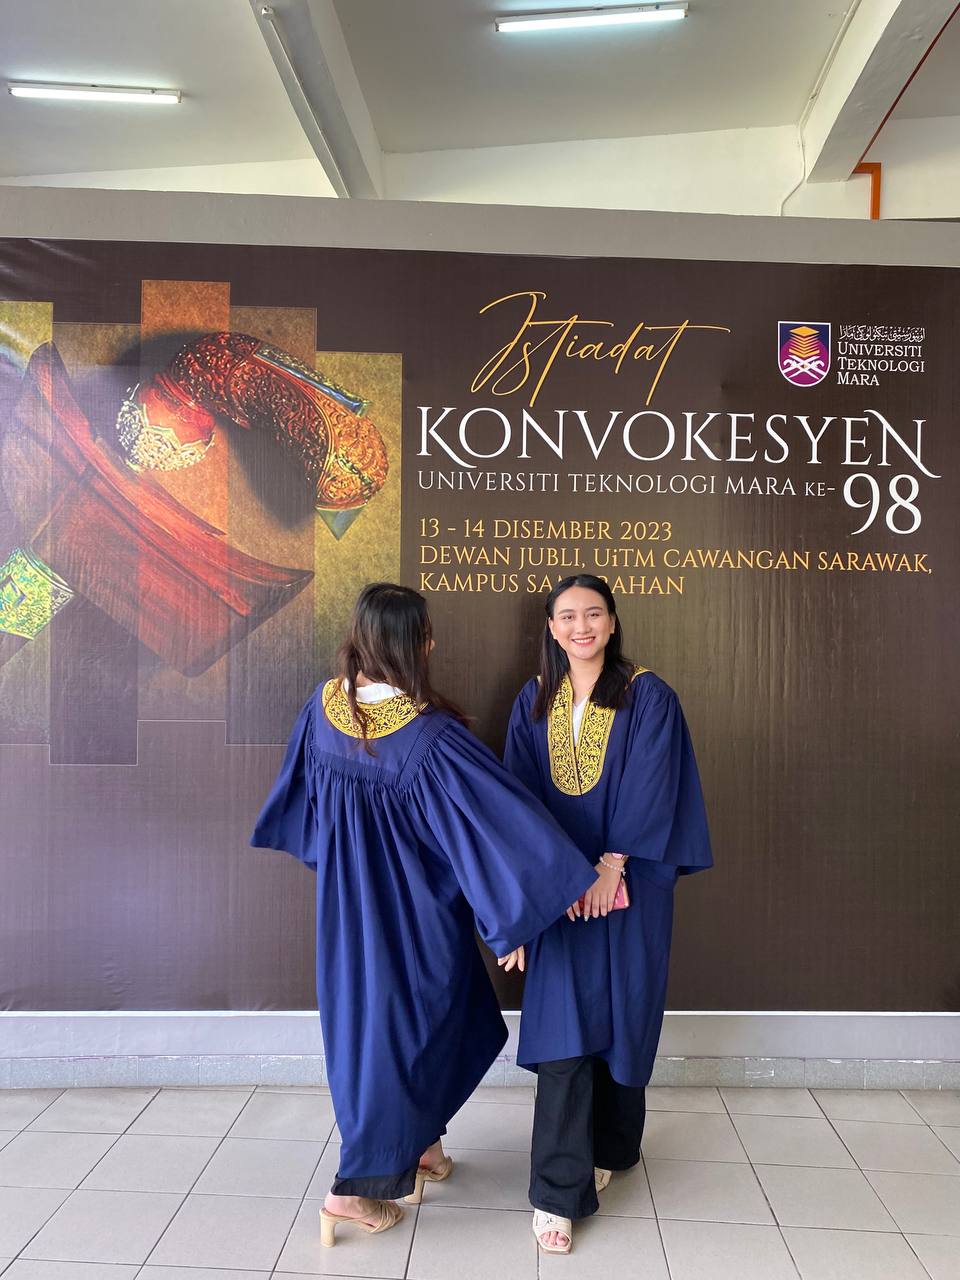 Istiadat
KONVOKESYEN
UNIVERSITI TEKNOLOGI MARA KE-98
13 - 14 DISEMBER 2023
DEWAN JUBLI, UiTM CAWANGAN SARAWAK,
KAMPUS
UNIVERSITI
TEKNOLOGI
MARA